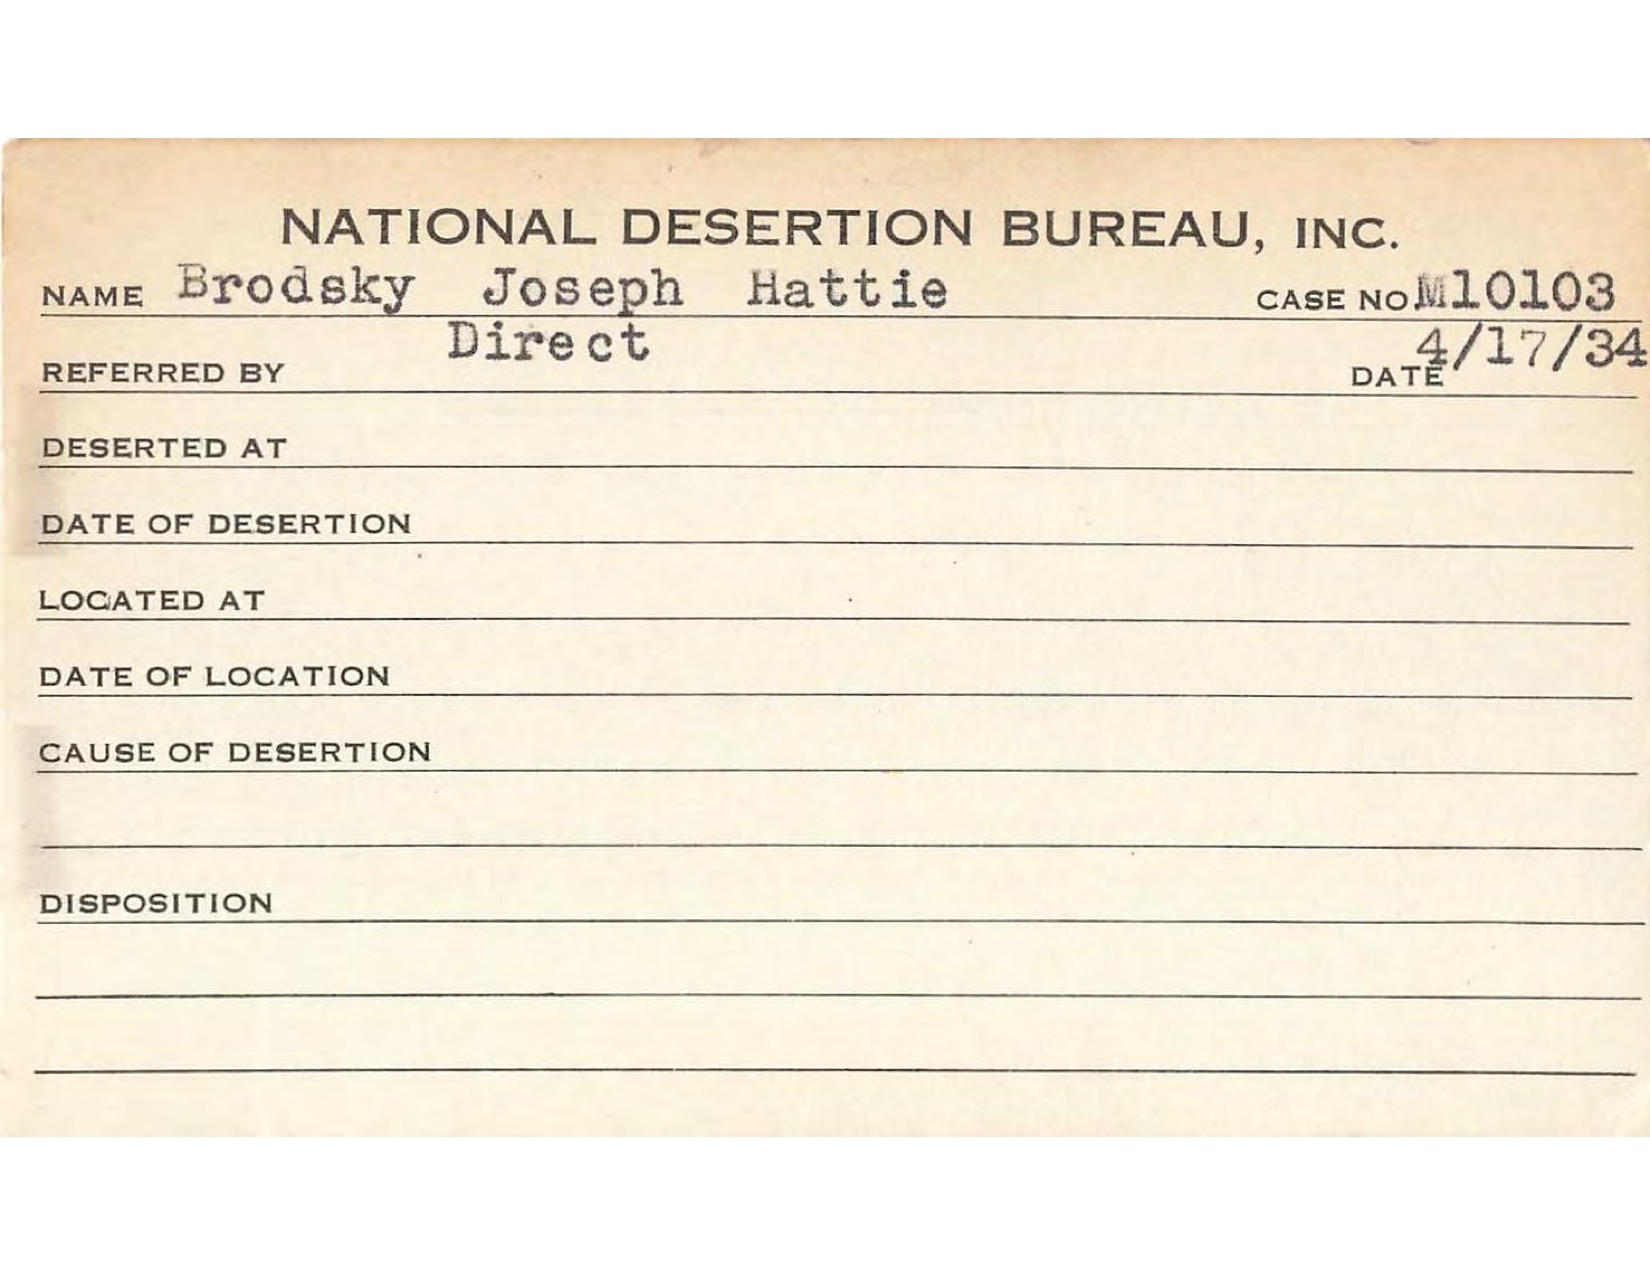 NATIONAL DESERTION BUREAU, INC.
NAME Brodsky Joseph Hattie CASE NO. M10103
REFERRED BY Direct DATE 4/17/34
DESERTED AT
DATE OF DESERTION
LOCATED AT
DATE OF LOCATION
CAUSE OF DESERTION
DISPOSITION